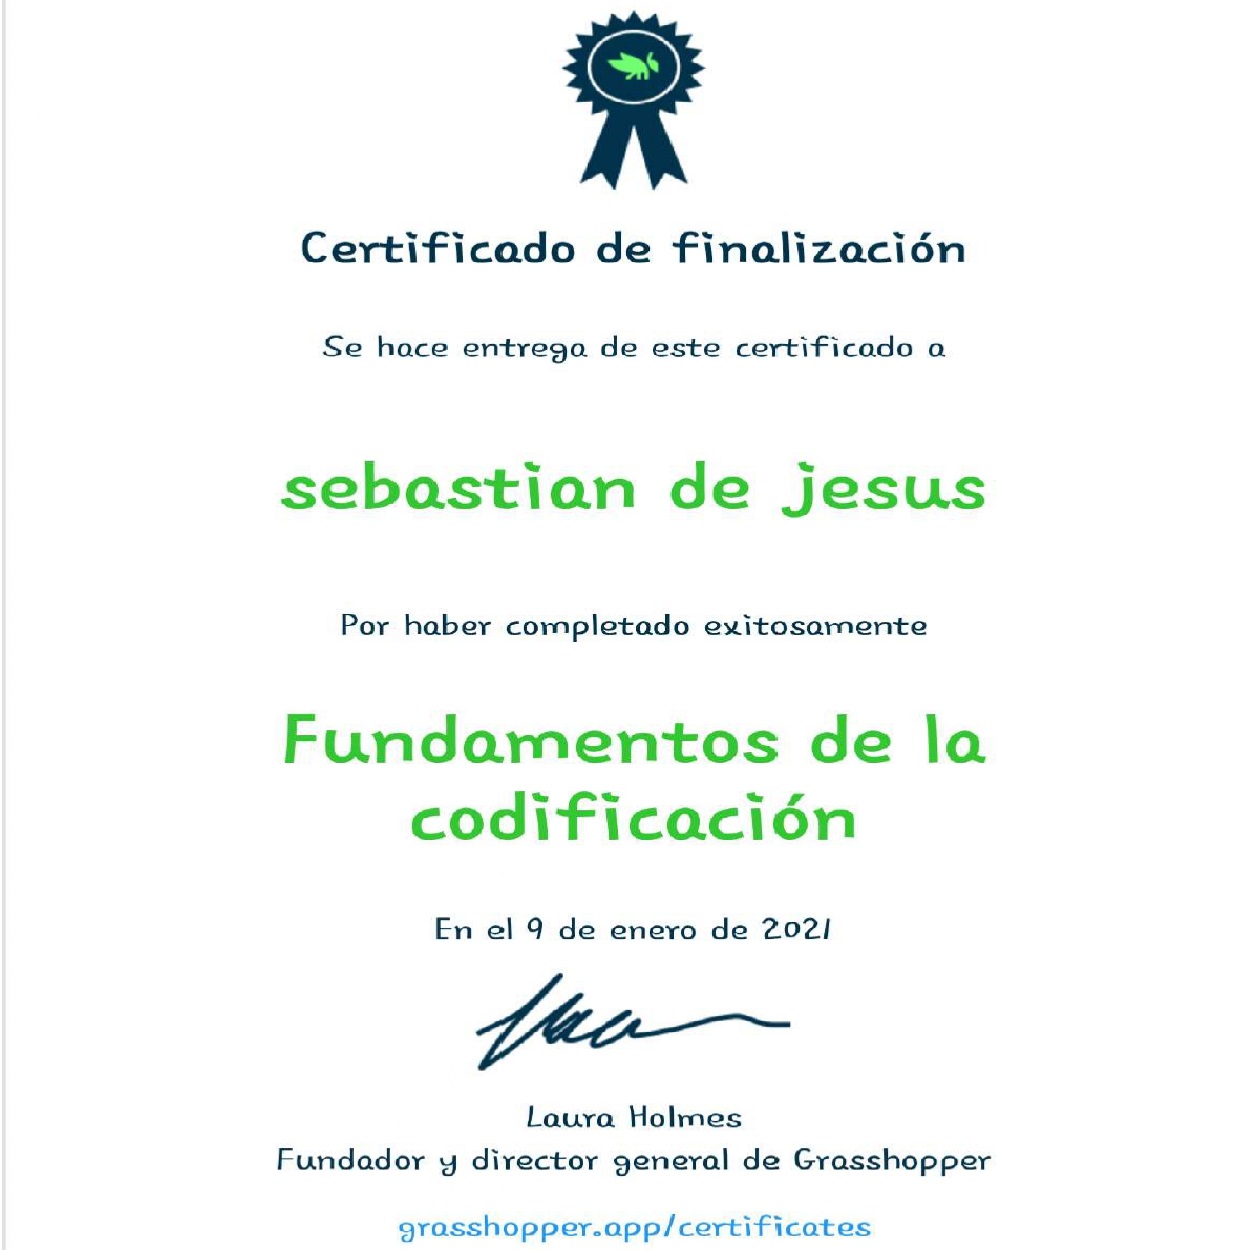 Certificado de finalización
Se hace entrega de este certificado a
sebastian de jesus
Por haber completado exitosamente
Fundamentos de la
codificación
En el 9 de enero de 2021
Laura Holmes
Fundador y director general de Grasshopper
grasshopper.app/certificates